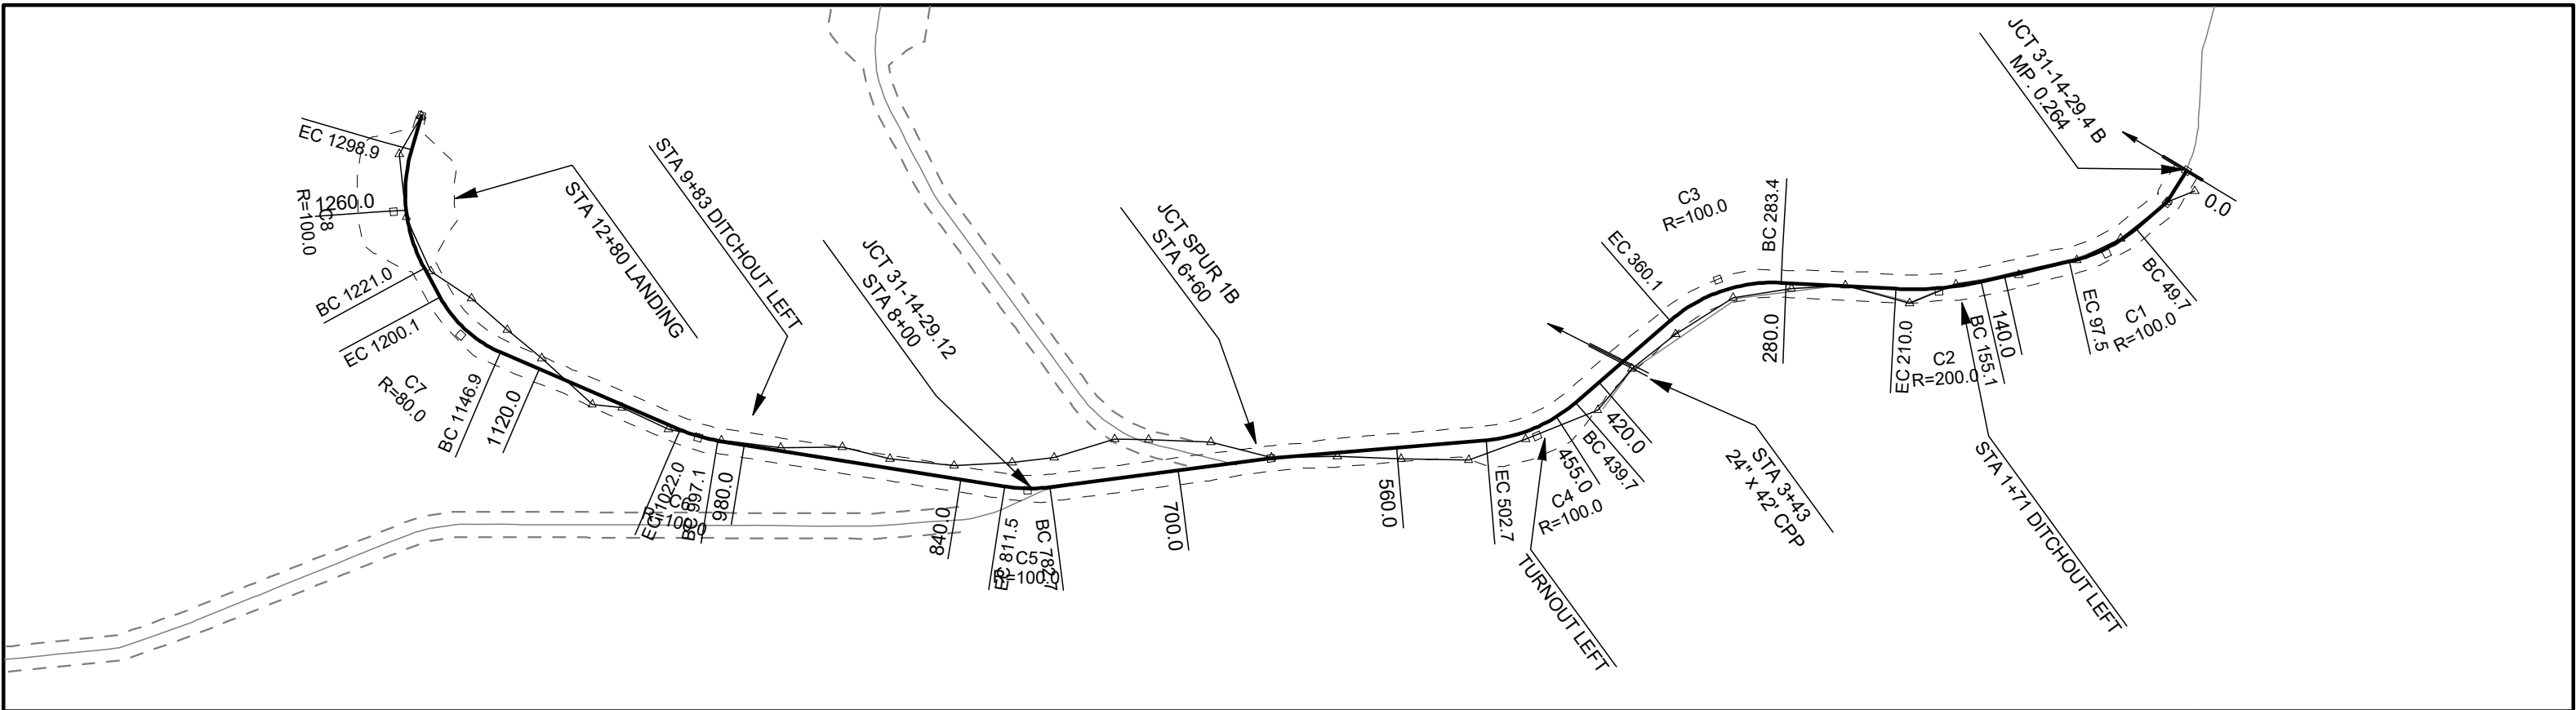 EC 1298.9
1260.0
C8
R=100.0
BC 1221.0
EC 1200.1
C7
R=80.0
BC 1146.9
1120.0
STA 12+80 LANDING
STA 9+83 DITCHOUT LEFT
EC 1022.0
C6
R=100.0
BC 997.1
980.0
JCT 31-14-29.12
STA 8+00
840.0
EC 811.5
C5
R=100.0
BC 782.7
700.0
JCT SPUR 1B
STA 6+60
560.0
EC 502.7
C4
R=100.0
455.0
BC 439.7
420.0
TURNOUT LEFT
STA 3+43
24" x 42' CPP
EC 360.1
C3
R=100.0
BC 283.4
280.0
EC 210.0
C2
R=200.0
BC 155.1
140.0
STA 1+71 DITCHOUT LEFT
EC 97.5
C1
R=100.0
BC 49.7
0.0
JCT 31-14-29.4 B
MP. 0.264